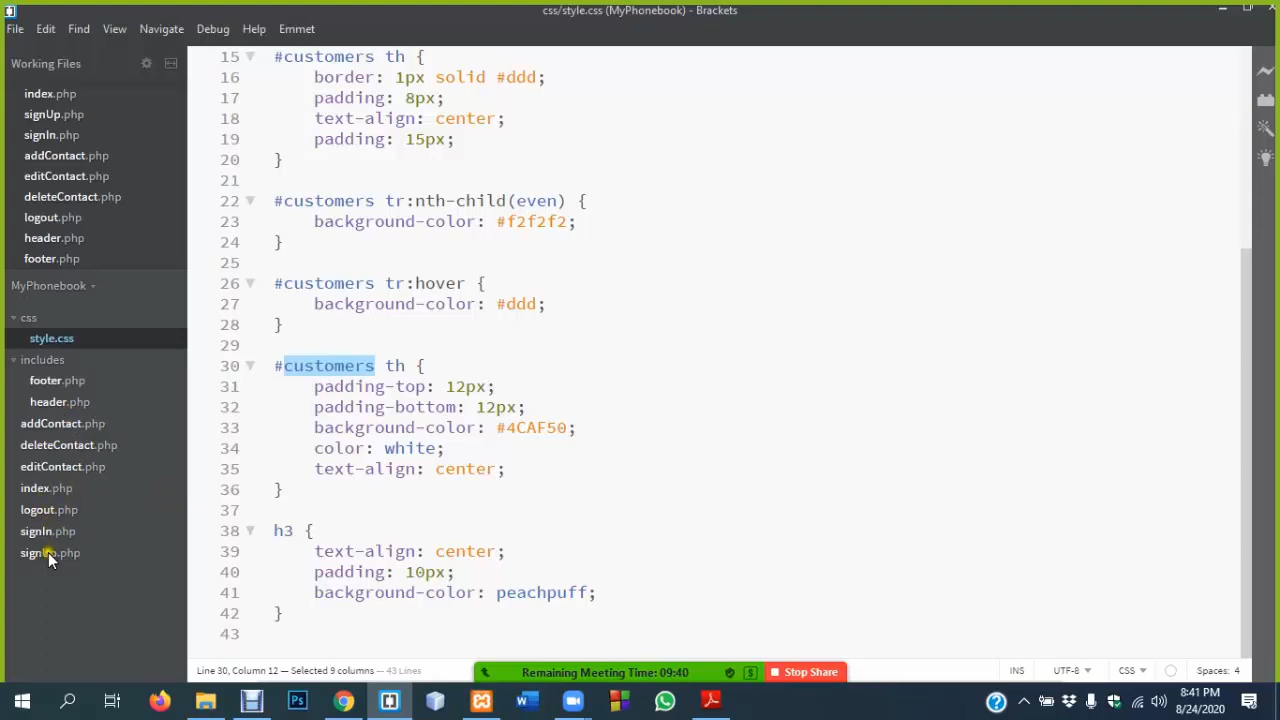 css/style.css (MyPhonebook) - Brackets
File Edit Find View Navigate Debug Help Emmet
Working Files
index.php
signUp.php
signIn.php
addContact.php
editContact.php
deleteContact.php
logout.php
header.php
footer.php
MyPhonebook
css
style.css
includes
footer.php
header.php
addContact.php
deleteContact.php
editContact.php
index.php
logout.php
signIn.php
15 #customers th {
16 border: 1px solid #ddd;
17 padding: 8px;
18 text-align: center;
19 padding: 15px;
20 }
21
22 #customers tr:nth-child(even) {
23 background-color: #f2f2f2;
24 }
25
26 #customers tr:hover {
27 background-color: #ddd;
28 }
29
30 #customers th {
31 padding-top: 12px;
32 padding-bottom: 12px;
33 background-color: #4CAF50;
34 color: white;
35 text-align: center;
36 }
37
38 h3 {
39 text-align: center;
40 padding: 10px;
41 background-color: peachpuff;
42 }
43
Line 30, Column 12 — Selected 9 columns — 43 Lines
Remaining Meeting Time: 09:40
Stop Share
INS UTF-8 CSS Spaces: 4
8:41 PM
8/24/2020